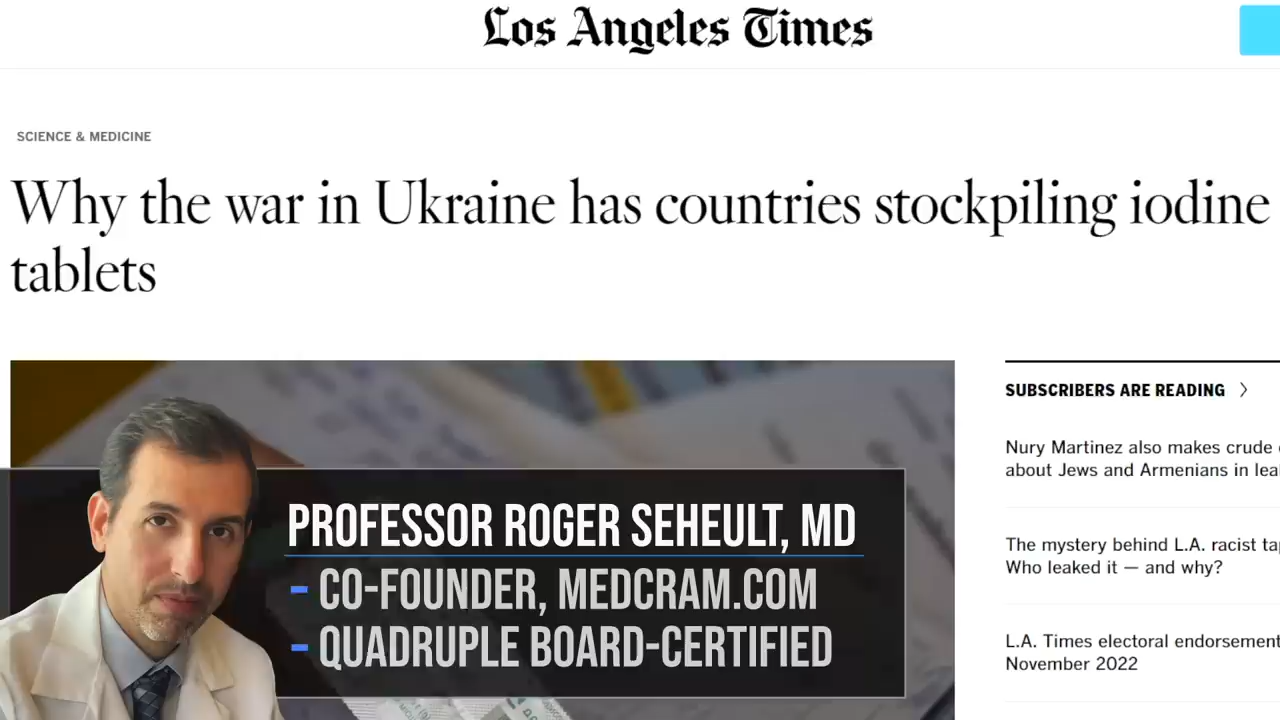 Los Angeles Times
SCIENCE & MEDICINE
Why the war in Ukraine has countries stockpiling iodine
tablets
SUBSCRIBERS ARE READING
Nury Martinez also makes crude
about Jews and Armenians in
The mystery behind L.A. racist
Who leaked it — and why?
L.A. Times electoral endorsement
November 2022
PROFESSOR ROGER SEHEULT, MD
- CO-FOUNDER, MEDCRAM.COM
- QUADRUPLE BOARD-CERTIFIED